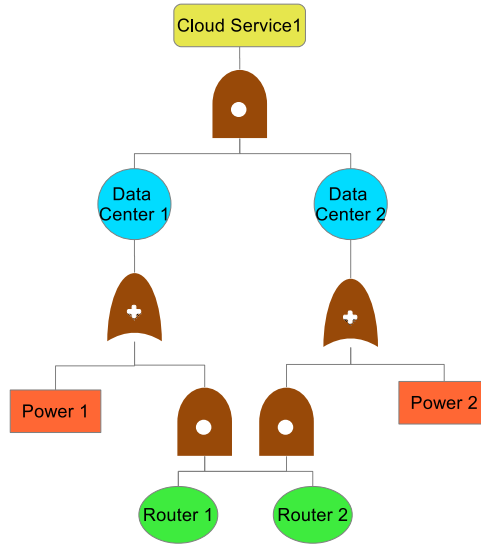 Cloud Service1
Data
Center 1
Data
Center 2
Power 1
Power 2
Router 1
Router 2